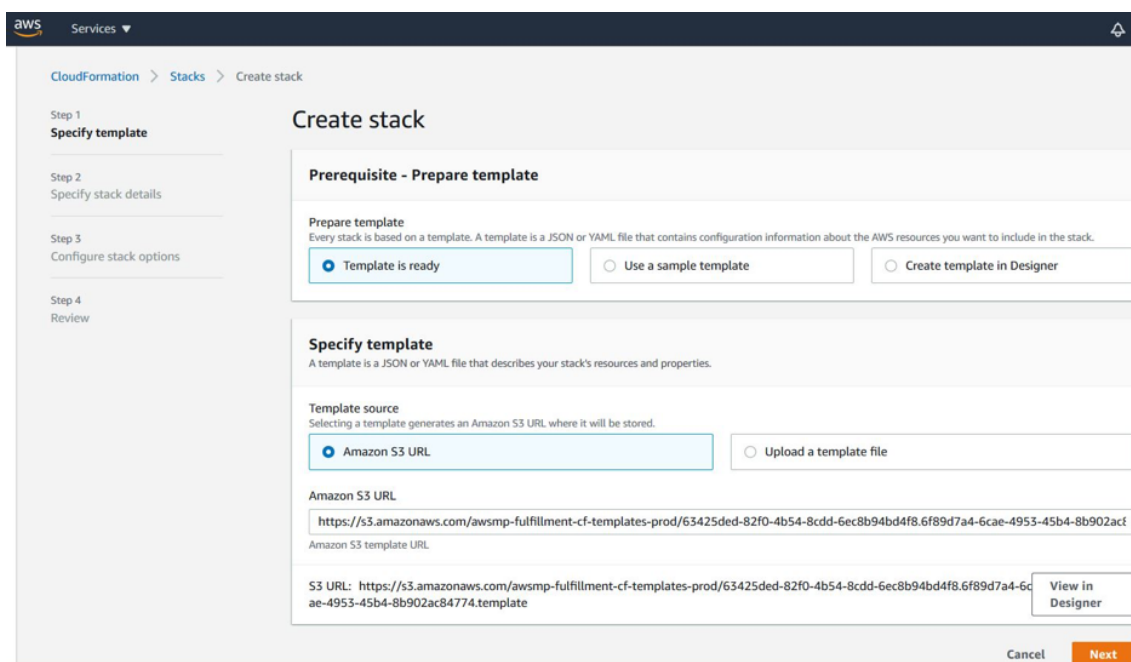 aws
Services ▼
CloudFormation > Stacks > Create stack
Step 1
Specify template
Step 2
Specify stack details
Step 3
Configure stack options
Step 4
Review
Create stack
Prerequisite - Prepare template
Prepare template
Every stack is based on a template. A template is a JSON or YAML file that contains configuration information about the AWS resources you want to include in the stack.
Template is ready
Use a sample template
Create template in Designer
Specify template
A template is a JSON or YAML file that describes your stack's resources and properties.
Template source
Selecting a template generates an Amazon S3 URL where it will be stored.
Amazon S3 URL
Upload a template file
Amazon S3 URL
https://s3.amazonaws.com/awsmp-fulfillment-cf-templates-prod/63425ded-82f0-4b54-8cdd-6ec8b94bd4f8.6f89d7a4-6cae-4953-45b4-8b902ac8
Amazon S3 template URL
S3 URL: https://s3.amazonaws.com/awsmp-fulfillment-cf-templates-prod/63425ded-82f0-4b54-8cdd-6ec8b94bd4f8.6f89d7a4-6c
ae-4953-45b4-8b902ac84774.template
View in
Designer
Cancel
Next